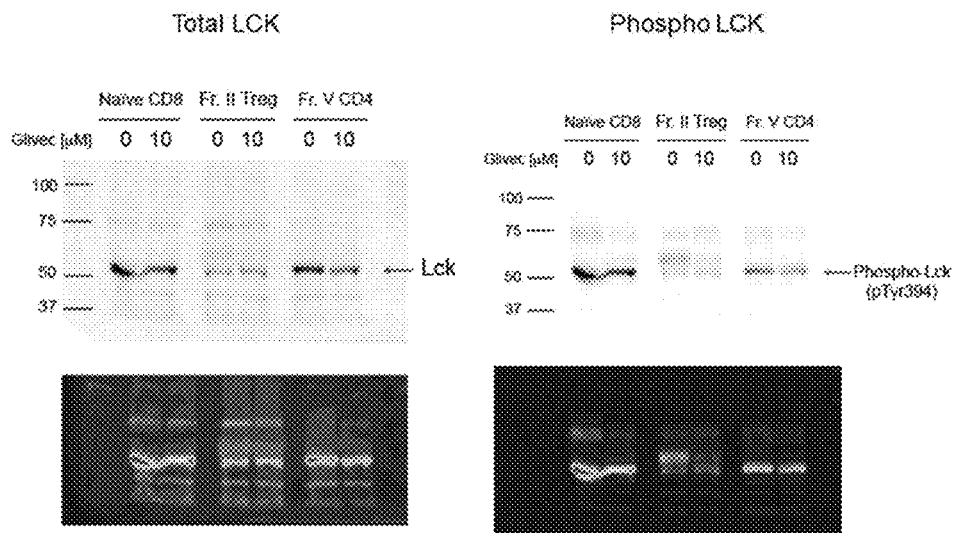 Total LCK
Naïve CD8 Fr. II Treg Fr. V CD4
Glivec [µM] 0 10 0 10 0 10
100
75
50
37
Lck
Phospho LCK
Naïve CD8 Fr. II Treg Fr. V CD4
Glivec [µM] 0 10 0 10 0 10
100
75
50
37
Phospho-Lck
(pTyr394)